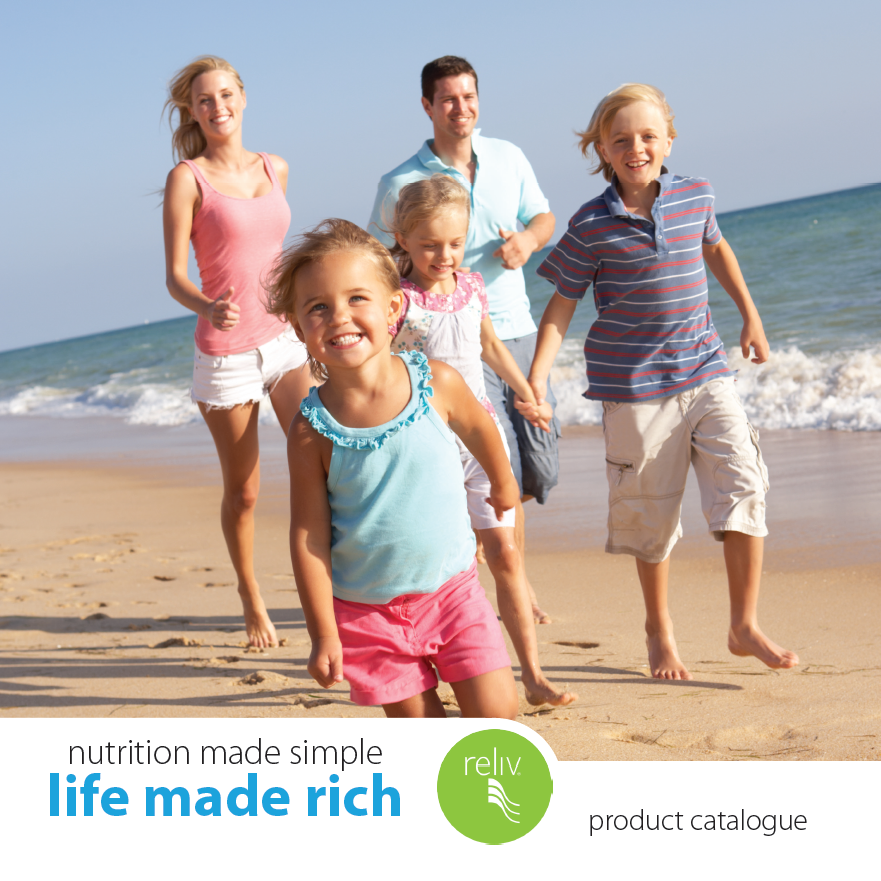 nutrition made simple
life made rich
reliv
product catalogue